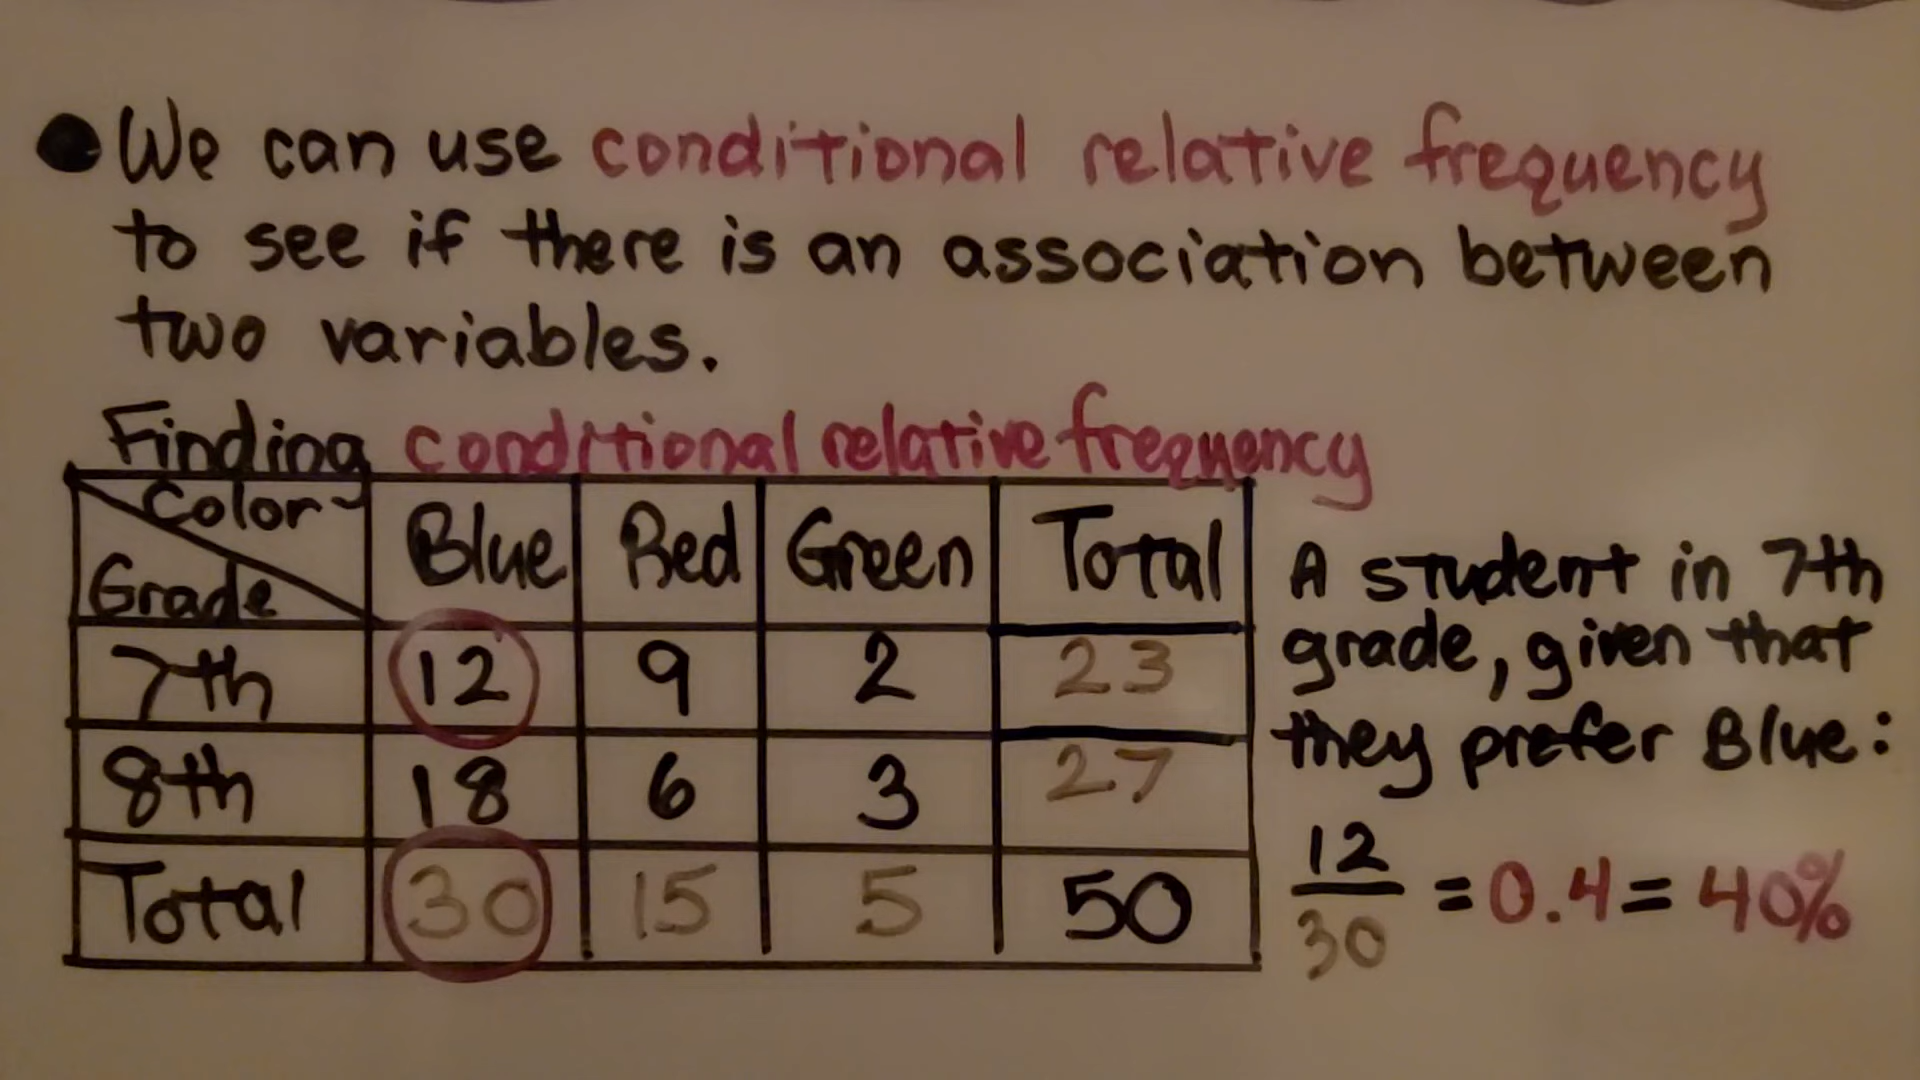 We can use conditional relative frequency
to see if there is an association between
two variables.
Finding conditional relative frequency
Color
Grade
Blue Red Green Total
7th 12 9 2 23
8th 18 6 3 27
Total 30 15 5 50
A student in 7th
grade, given that
they prefer Blue:
12/30 = 0.4 = 40%